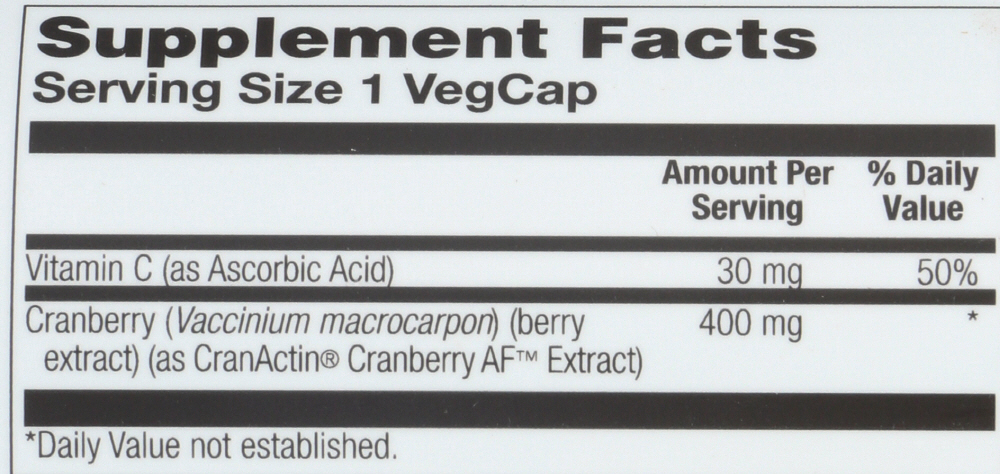 Supplement Facts
Serving Size 1 VegCap
Amount Per % Daily
Serving Value
Vitamin C (as Ascorbic Acid) 30 mg 50%
Cranberry (Vaccinium macrocarpon) (berry 400 mg *
extract) (as CranActin® Cranberry AF™ Extract)
*Daily Value not established.